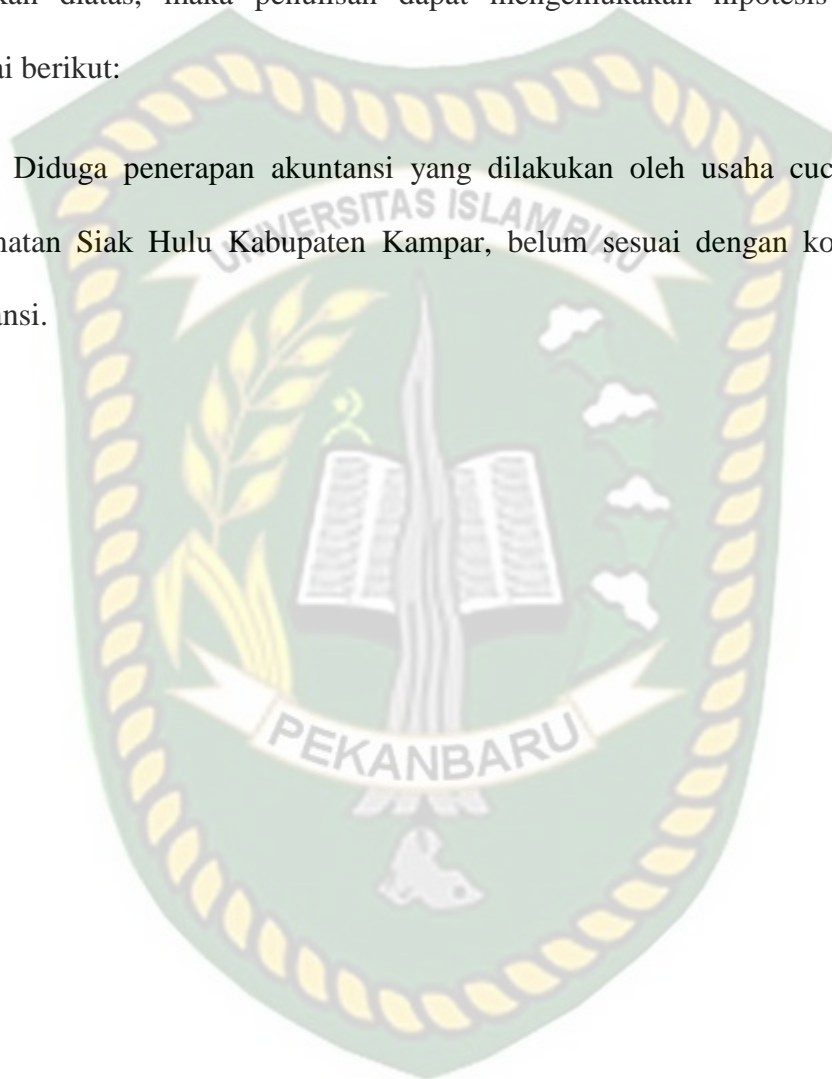 kan diatas, maka penulisan dapat mengemukakan hipotesis
ai berikut:
Diduga penerapan akuntansi yang dilakukan oleh usaha cuc
natan Siak Hulu Kabupaten Kampar, belum sesuai dengan ko
ansi.
UNIVERSITAS ISLAM RIAU
PEKANBARU